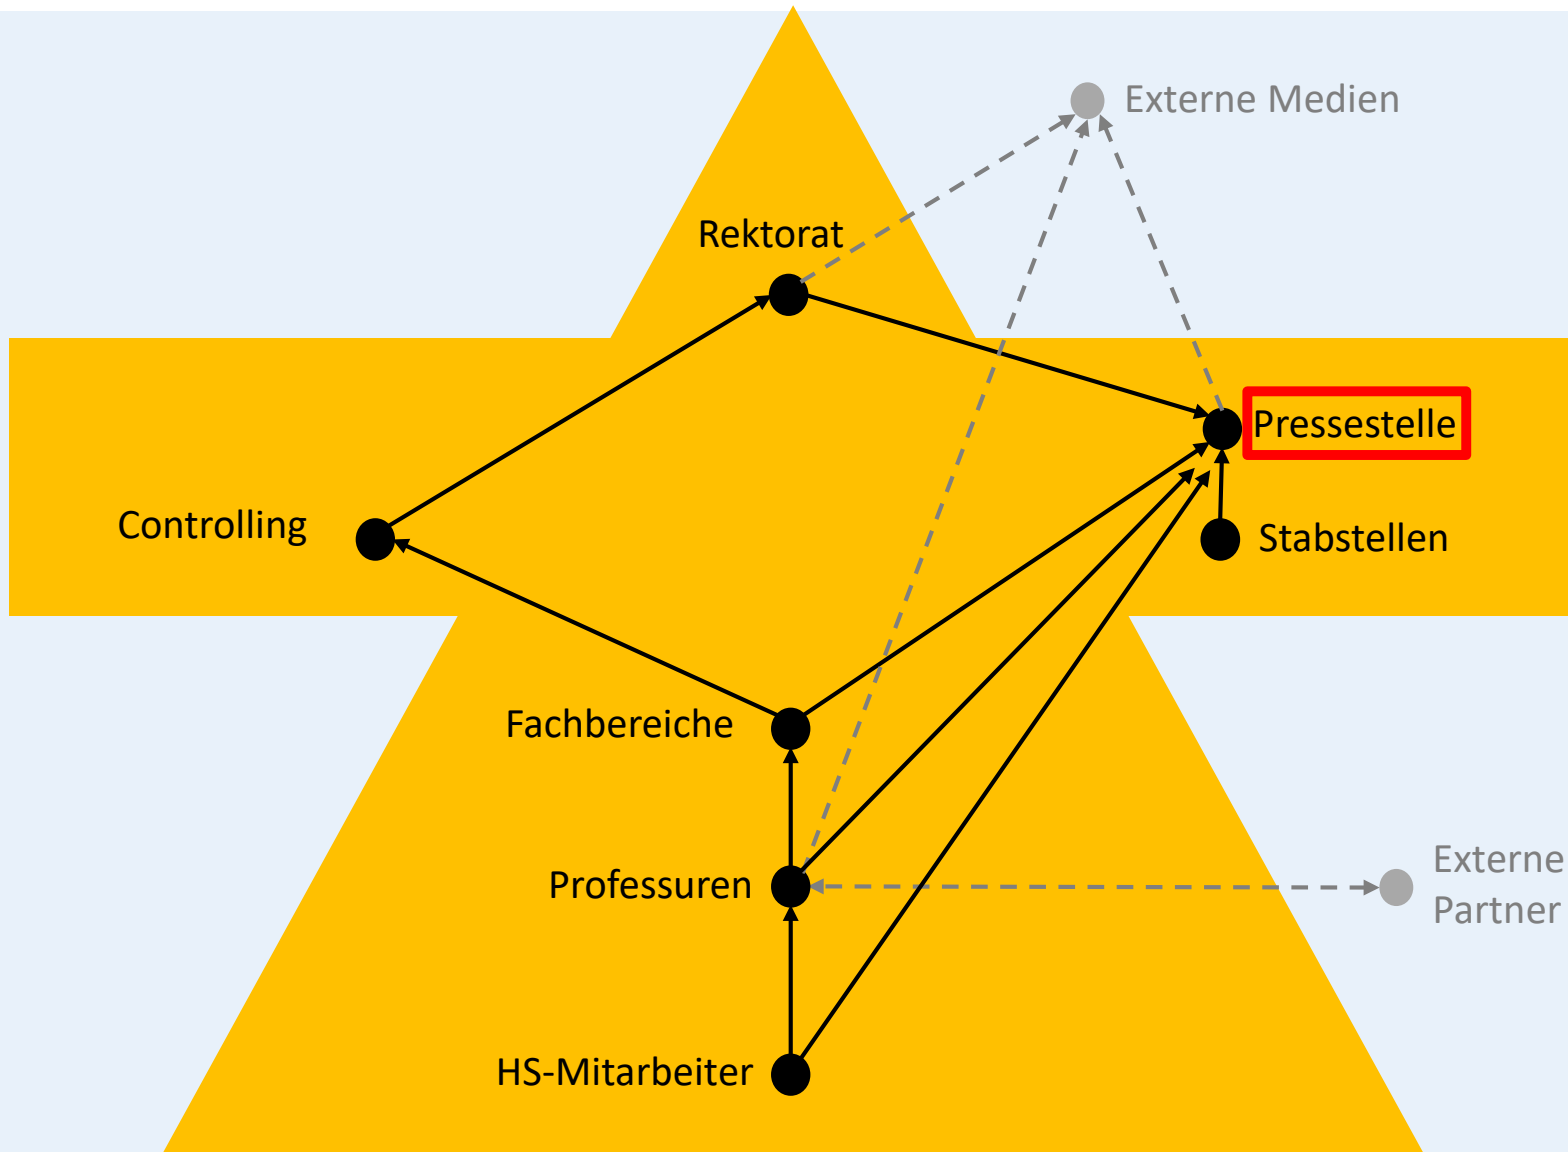 Externe Medien
Rektorat
Pressestelle
Controlling
Stabstellen
Fachbereiche
Professuren
Externe
Partner
HS-Mitarbeiter